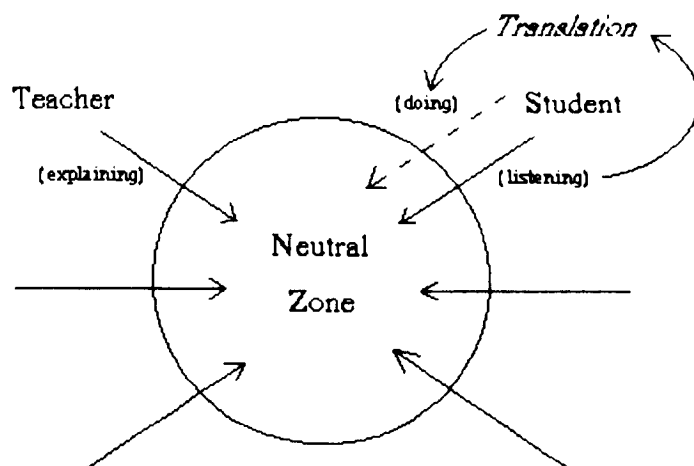 Translation
Teacher
(doing)
Student
(explaining)
(listening)
Neutral
Zone